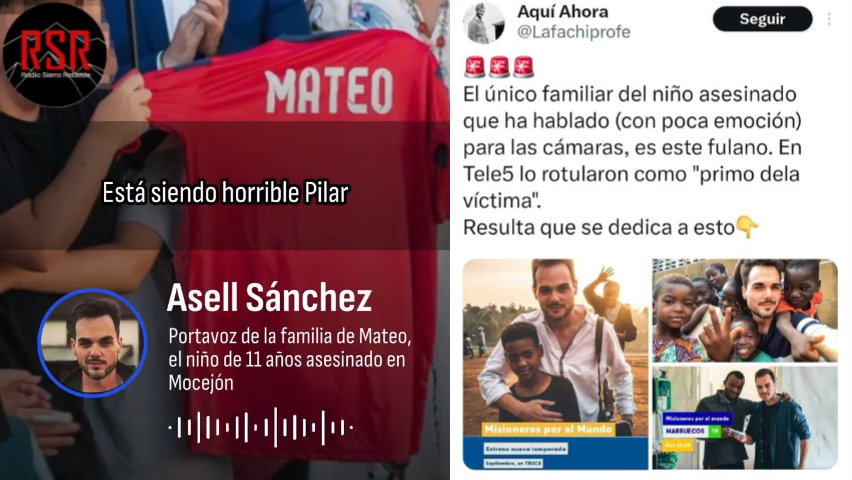 RSR
Radio Sierra Rebelde
MATEO
Está siendo horrible Pilar
Asell Sánchez
Portavoz de la familia de Mateo,
el niño de 11 años asesinado en
Mocejón
Aquí Ahora
@Lafachiprofe
Seguir
🚨🚨🚨
El único familiar del niño asesinado
que ha hablado (con poca emoción)
para las cámaras, es este fulano. En
Tele5 lo rotularon como "primo dela
víctima".
Resulta que se dedica a esto👇
Misioneros por el Mundo
Estreno nueva temporada
Septiembre, en TRECE
Misioneros por el mundo
MARRUECOS